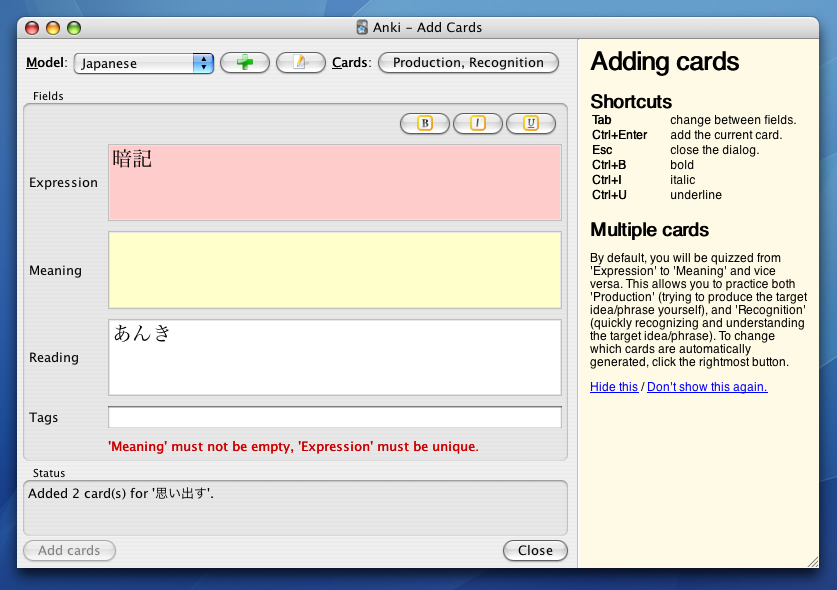 Anki – Add Cards
Model: Japanese Cards: Production, Recognition
Fields
B I U
Expression 暗記
Meaning
Reading あんき
Tags
'Meaning' must not be empty, 'Expression' must be unique.
Status
Added 2 card(s) for '思い出す'.
Add cards Close
Adding cards
Shortcuts
Tab change between fields.
Ctrl+Enter add the current card.
Esc close the dialog.
Ctrl+B bold
Ctrl+I italic
Ctrl+U underline
Multiple cards
By default, you will be quizzed from
'Expression' to 'Meaning' and vice
versa. This allows you to practice both
'Production' (trying to produce the target
idea/phrase yourself), and 'Recognition'
(quickly recognizing and understanding
the target idea/phrase). To change
which cards are automatically
generated, click the rightmost button.
Hide this / Don't show this again.